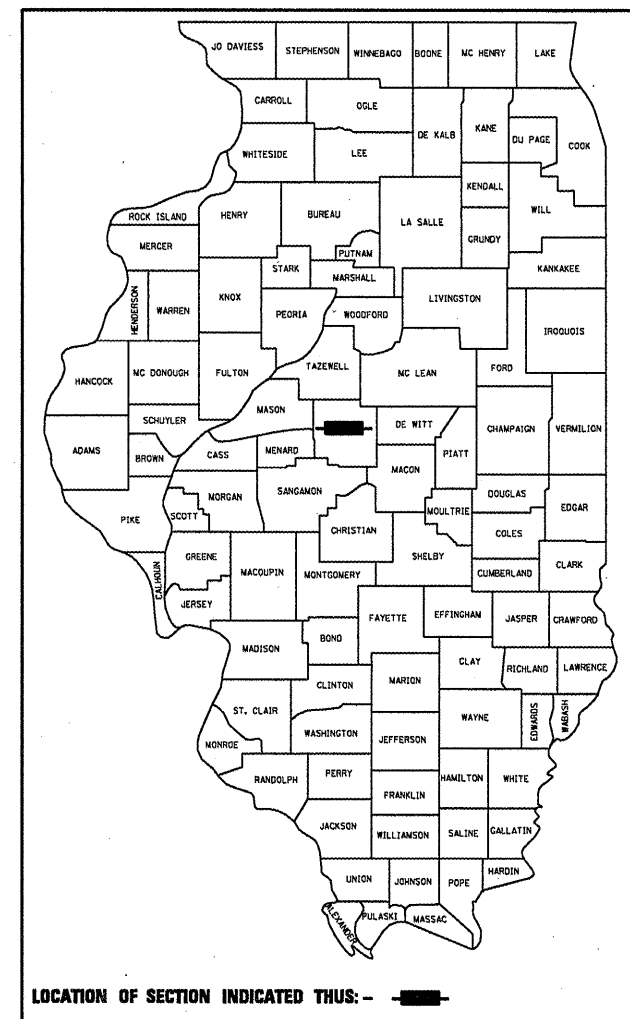 JO DAVIESS STEPHENSON WINNEBAGO BOONE MC HENRY LAKE
CARROLL OGLE DE KALB KANE DU PAGE COOK
WHITESIDE LEE
KENDALL WILL
ROCK ISLAND HENRY BUREAU LA SALLE GRUNDY
MERCER PUTNAM KANKAKEE
STARK MARSHALL
HENDERSON WARREN KNOX PEORIA WOODFORD LIVINGSTON IROQUOIS
HANCOCK MC DONOUGH FULTON TAZEWELL MC LEAN FORD
MASON DE WITT CHAMPAIGN VERMILION
SCHUYLER
ADAMS BROWN CASS MENARD MACON PIATT
MORGAN SANGAMON DOUGLAS EDGAR
PIKE SCOTT CHRISTIAN MOULTRIE COLES
GREENE MACOUPIN MONTGOMERY SHELBY CUMBERLAND CLARK
CALHOUN JERSEY
FAYETTE EFFINGHAM JASPER CRAWFORD
MADISON BOND
CLAY RICHLAND LAWRENCE
CLINTON MARION
ST. CLAIR WAYNE EDWARDS WABASH
WASHINGTON JEFFERSON
MONROE
RANDOLPH PERRY HAMILTON WHITE
FRANKLIN
JACKSON WILLIAMSON SALINE GALLATIN
UNION JOHNSON POPE HARDIN
ALEXANDER PULASKI MASSAC
LOCATION OF SECTION INDICATED THUS: -